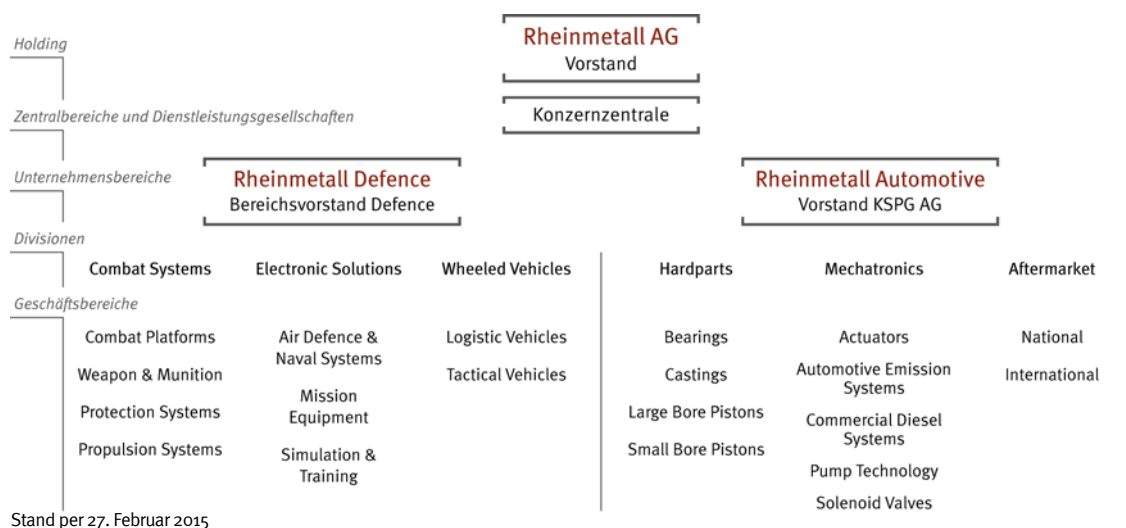 Holding
Rheinmetall AG
Vorstand
Zentralbereiche und Dienstleistungsgesellschaften
Konzernzentrale
Unternehmensbereiche
Rheinmetall Defence
Bereichsvorstand Defence
Rheinmetall Automotive
Vorstand KSPG AG
Divisionen
Combat Systems
Electronic Solutions
Wheeled Vehicles
Hardparts
Mechatronics
Aftermarket
Geschäftsbereiche
Combat Platforms
Weapon & Munition
Protection Systems
Propulsion Systems
Air Defence &
Naval Systems
Mission
Equipment
Simulation &
Training
Logistic Vehicles
Tactical Vehicles
Bearings
Castings
Large Bore Pistons
Small Bore Pistons
Actuators
Automotive Emission
Systems
Commercial Diesel
Systems
Pump Technology
Solenoid Valves
National
International
Stand per 27. Februar 2015